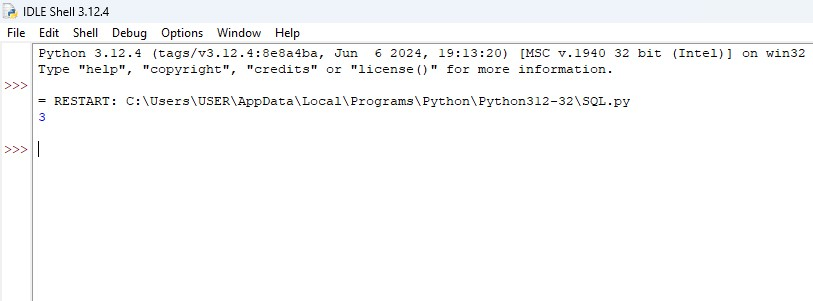 IDLE Shell 3.12.4
File Edit Shell Debug Options Window Help
Python 3.12.4 (tags/v3.12.4:8e8a4ba, Jun  6 2024, 19:13:20) [MSC v.1940 32 bit (Intel)] on win32
Type "help", "copyright", "credits" or "license()" for more information.
>>>
= RESTART: C:\Users\USER\AppData\Local\Programs\Python\Python312-32\SQL.py
3
>>>